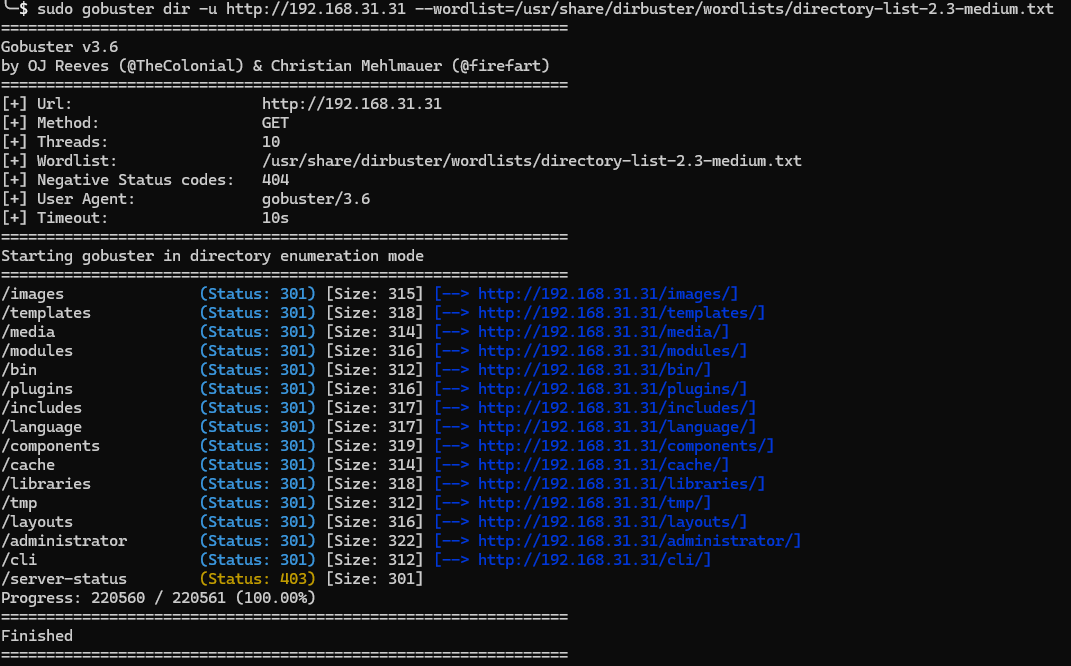 └─$ sudo gobuster dir -u http://192.168.31.31 --wordlist=/usr/share/dirbuster/wordlists/directory-list-2.3-medium.txt
===============================================================
Gobuster v3.6
by OJ Reeves (@TheColonial) & Christian Mehlmauer (@firefart)
===============================================================
[+] Url:                     http://192.168.31.31
[+] Method:                  GET
[+] Threads:                 10
[+] Wordlist:                /usr/share/dirbuster/wordlists/directory-list-2.3-medium.txt
[+] Negative Status codes:   404
[+] User Agent:              gobuster/3.6
[+] Timeout:                 10s
===============================================================
Starting gobuster in directory enumeration mode
===============================================================
/images               (Status: 301) [Size: 315] [--> http://192.168.31.31/images/]
/templates            (Status: 301) [Size: 318] [--> http://192.168.31.31/templates/]
/media                (Status: 301) [Size: 314] [--> http://192.168.31.31/media/]
/modules              (Status: 301) [Size: 316] [--> http://192.168.31.31/modules/]
/bin                  (Status: 301) [Size: 312] [--> http://192.168.31.31/bin/]
/plugins              (Status: 301) [Size: 316] [--> http://192.168.31.31/plugins/]
/includes             (Status: 301) [Size: 317] [--> http://192.168.31.31/includes/]
/language             (Status: 301) [Size: 317] [--> http://192.168.31.31/language/]
/components           (Status: 301) [Size: 319] [--> http://192.168.31.31/components/]
/cache                (Status: 301) [Size: 314] [--> http://192.168.31.31/cache/]
/libraries            (Status: 301) [Size: 318] [--> http://192.168.31.31/libraries/]
/tmp                  (Status: 301) [Size: 312] [--> http://192.168.31.31/tmp/]
/layouts              (Status: 301) [Size: 316] [--> http://192.168.31.31/layouts/]
/administrator        (Status: 301) [Size: 322] [--> http://192.168.31.31/administrator/]
/cli                  (Status: 301) [Size: 312] [--> http://192.168.31.31/cli/]
/server-status        (Status: 403) [Size: 301]
Progress: 220560 / 220561 (100.00%)
===============================================================
Finished
===============================================================